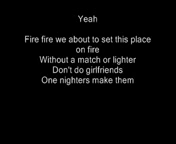 Yeah
Fire fire we about to set this place
on fire
Without a match or lighter
Don't do girlfriends
One nighters make them